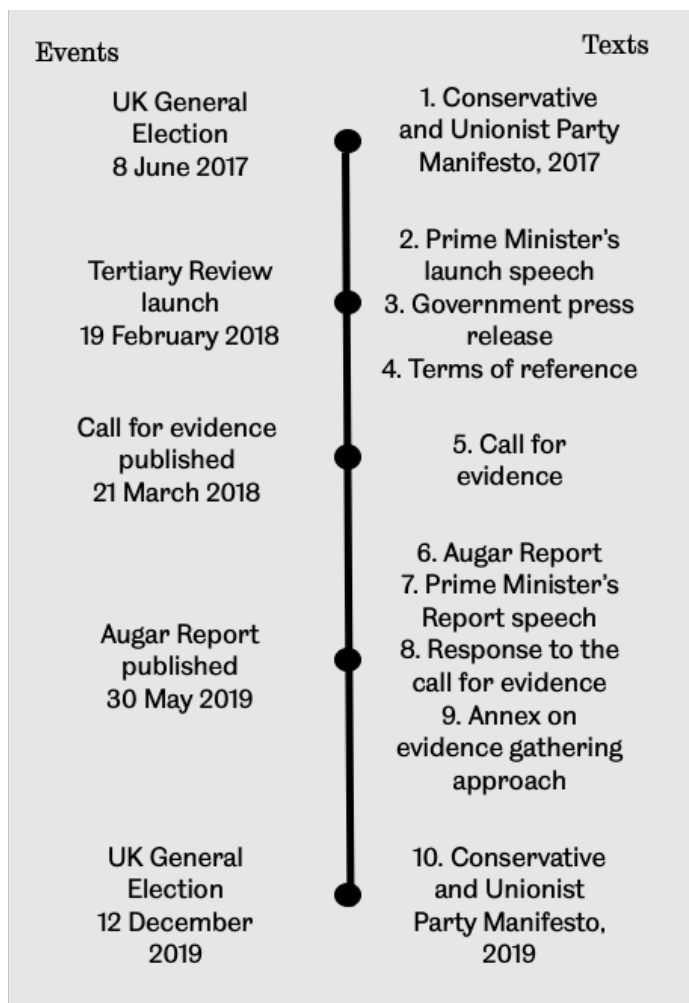 Events
Texts
UK General
Election
8 June 2017
1. Conservative
and Unionist Party
Manifesto, 2017
Tertiary Review
launch
19 February 2018
2. Prime Minister's
launch speech
3. Government press
release
4. Terms of reference
Call for evidence
published
21 March 2018
5. Call for
evidence
Augar Report
published
30 May 2019
6. Augar Report
7. Prime Minister's
Report speech
8. Response to the
call for evidence
9. Annex on
evidence gathering
approach
UK General
Election
12 December
2019
10. Conservative
and Unionist
Party Manifesto,
2019